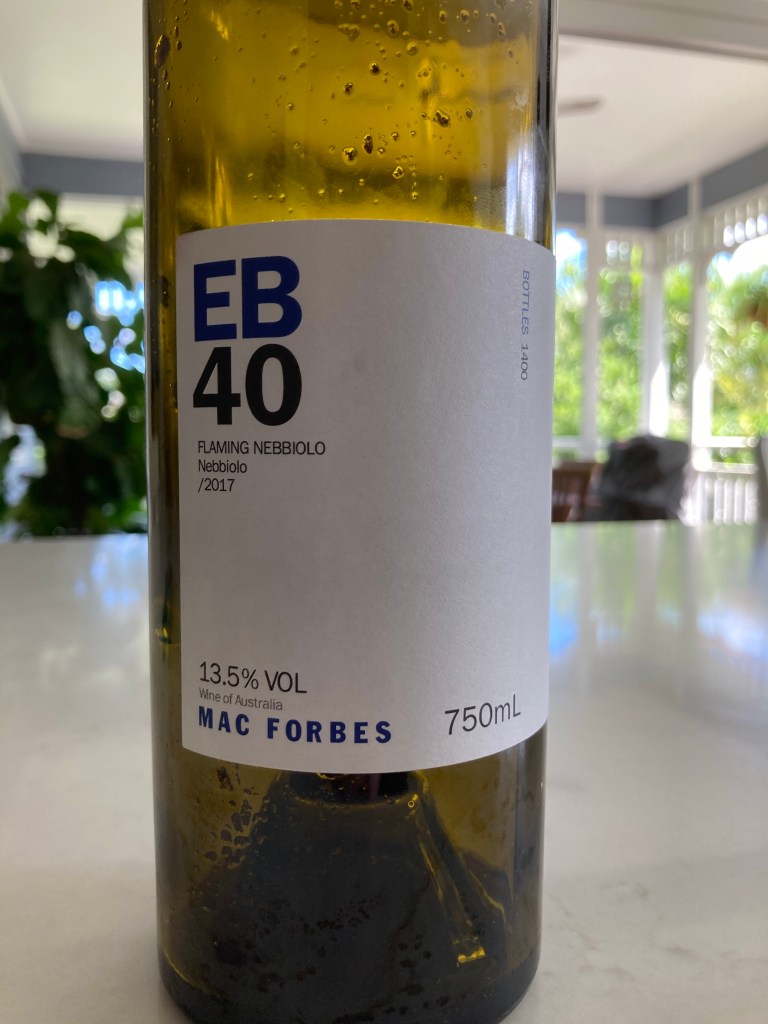 EB
40
FLAMING NEBBIOLO
Nebbiolo
/2017
BOTTLES 1400
13.5% VOL
Wine of Australia
MAC FORBES
750mL